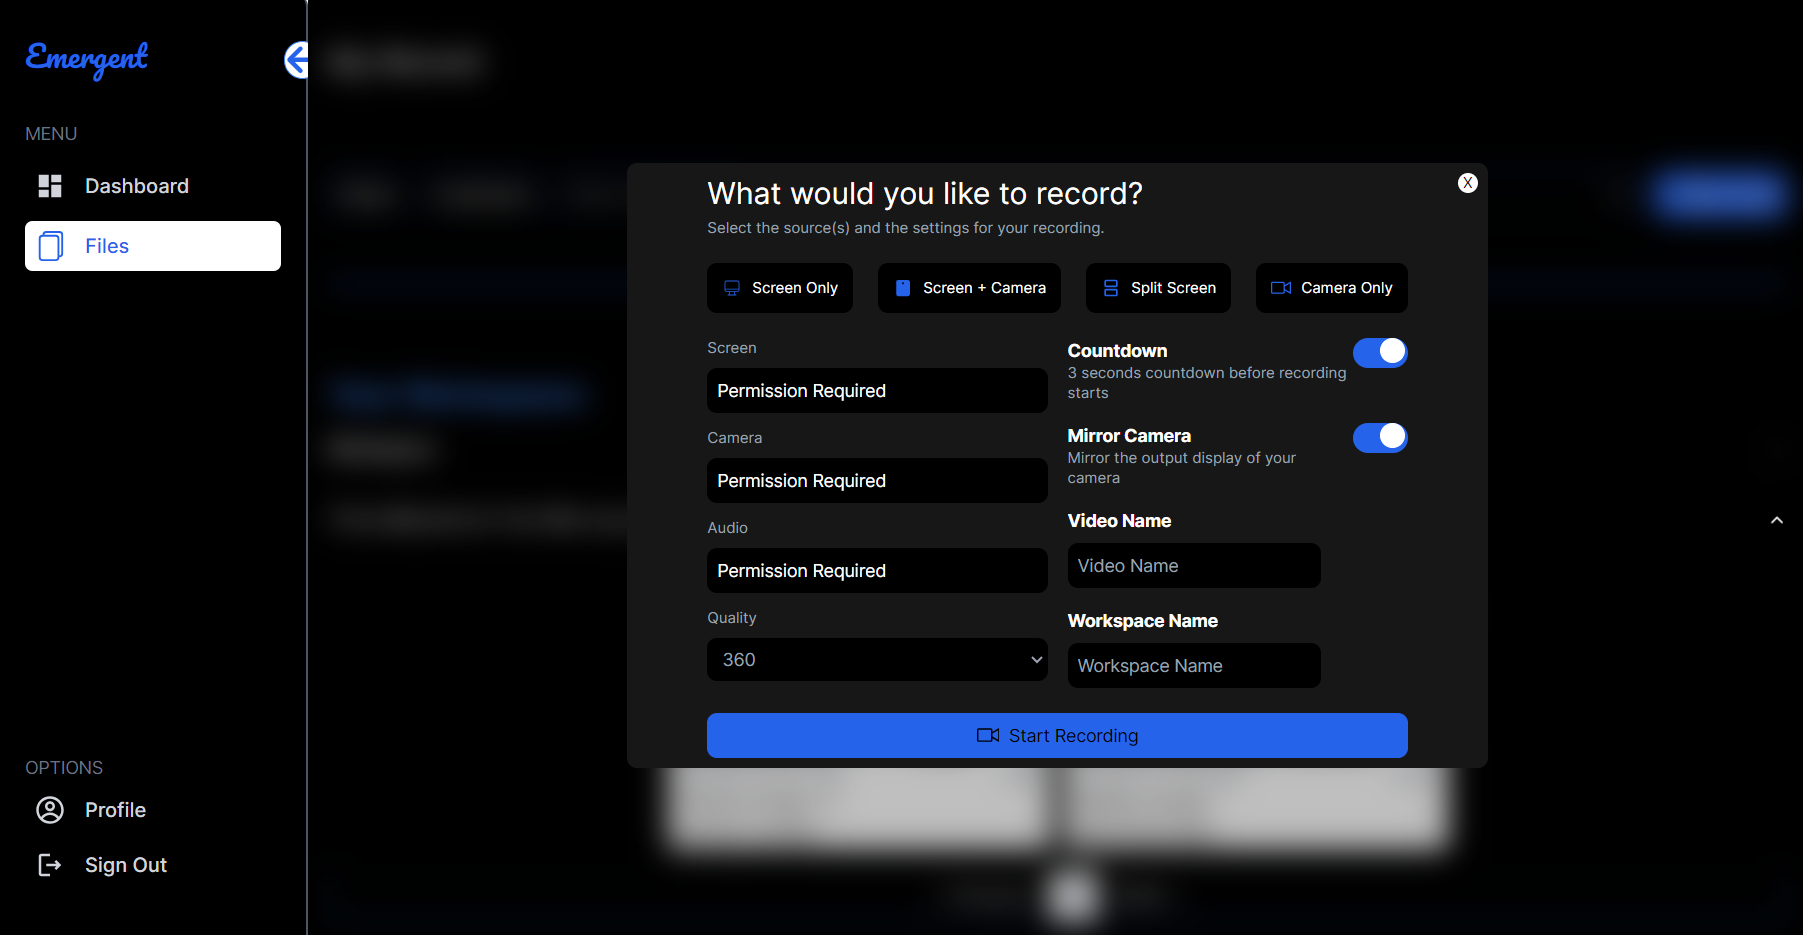 Emergent
MENU
Dashboard
Files
OPTIONS
Profile
Sign Out
What would you like to record?
X
Select the source(s) and the settings for your recording.
Screen Only
Screen + Camera
Split Screen
Camera Only
Screen
Permission Required
Camera
Permission Required
Audio
Permission Required
Quality
360
Countdown
3 seconds countdown before recording
starts
Mirror Camera
Mirror the output display of your
camera
Video Name
Video Name
Workspace Name
Workspace Name
Start Recording